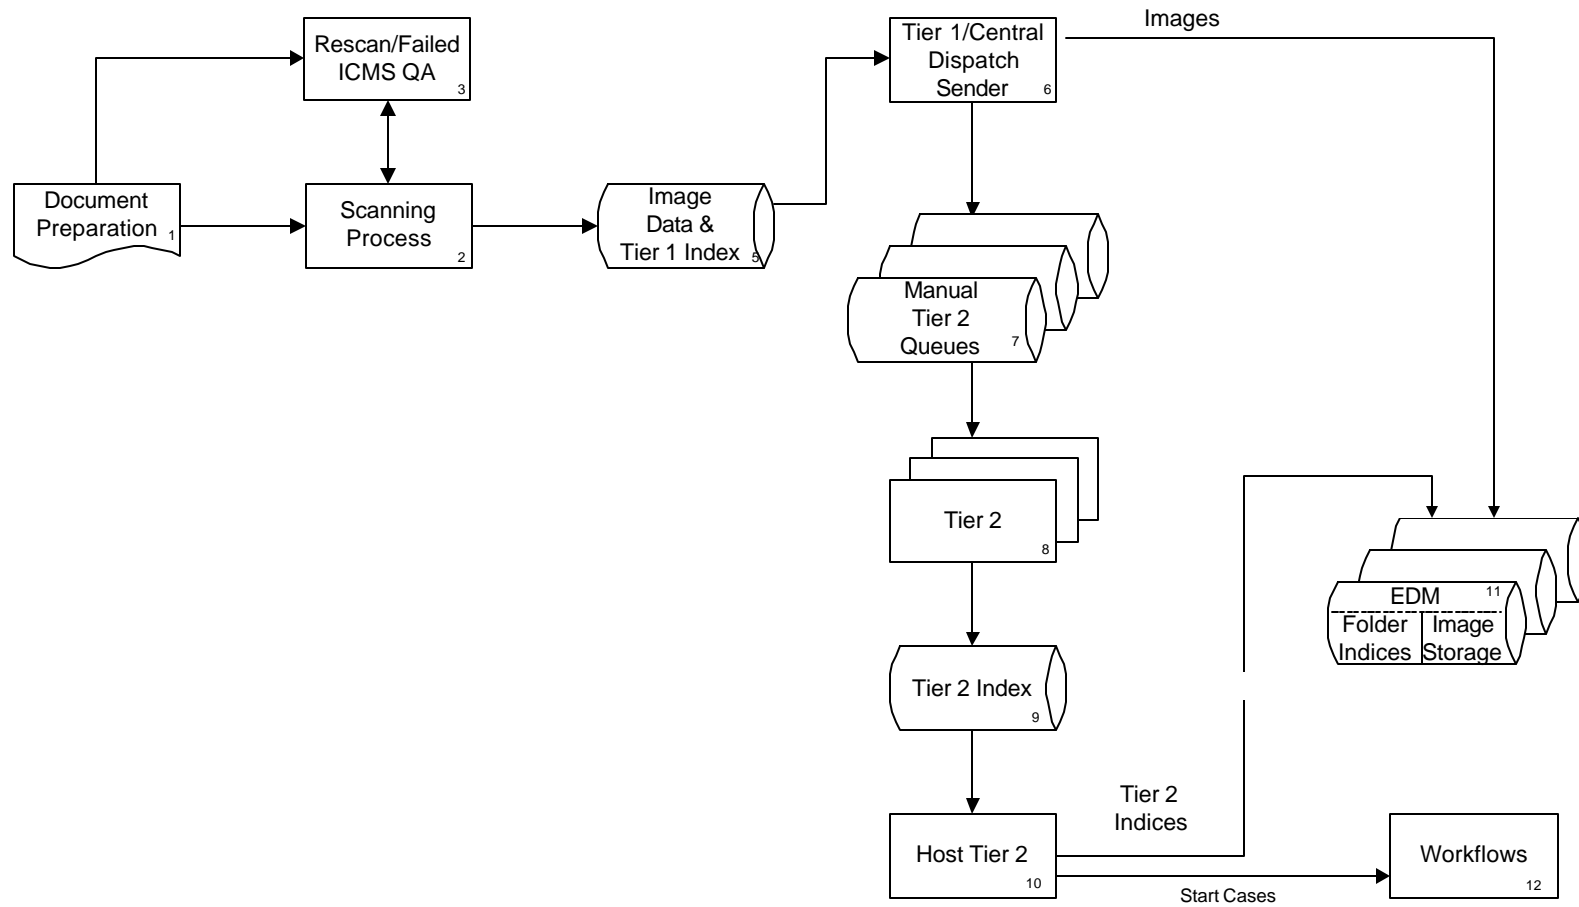 Images
Rescan/Failed
ICMS QA
3
Tier 1/Central
Dispatch
Sender
6
Document
Preparation
1
Scanning
Process
2
Image
Data &
Tier 1 Index
5
Manual
Tier 2
Queues
7
Tier 2
8
EDM
11
Folder
Indices
Image
Storage
Tier 2 Index
9
Tier 2
Indices
Host Tier 2
10
Start Cases
Workflows
12